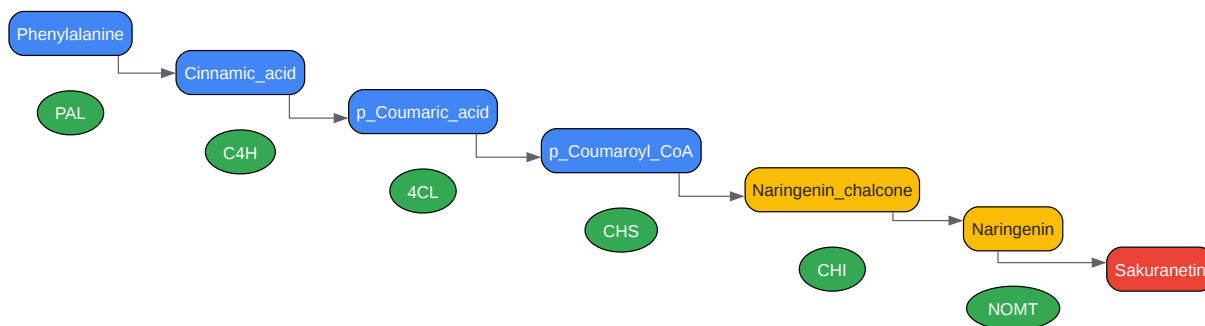 Phenylalanine
Cinnamic_acid
PAL
p_Coumaric_acid
C4H
p_Coumaroyl_CoA
4CL
Naringenin_chalcone
CHS
Naringenin
CHI
Sakuranetin
NOMT